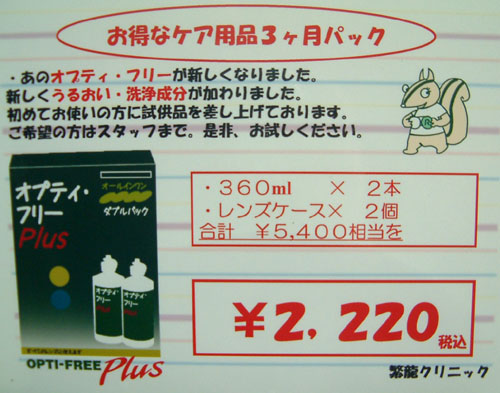 お得なケア用品3ヶ月パック
・あのオプティ・フリーが新しくなりました。
新しくうるおい・洗浄成分が加わりました。
初めてお使いの方に試供品を差し上げております。
ご希望の方はスタッフまで。是非、お試しください。
オールインワン
オプティ・
フリー
ダブルパック
Plus
オプティ・
フリー
OPTI-FREE Plus
・360ml × 2本
・レンズケース× 2個
合計 ¥5,400相当を
¥2,220税込
繁龍クリニック